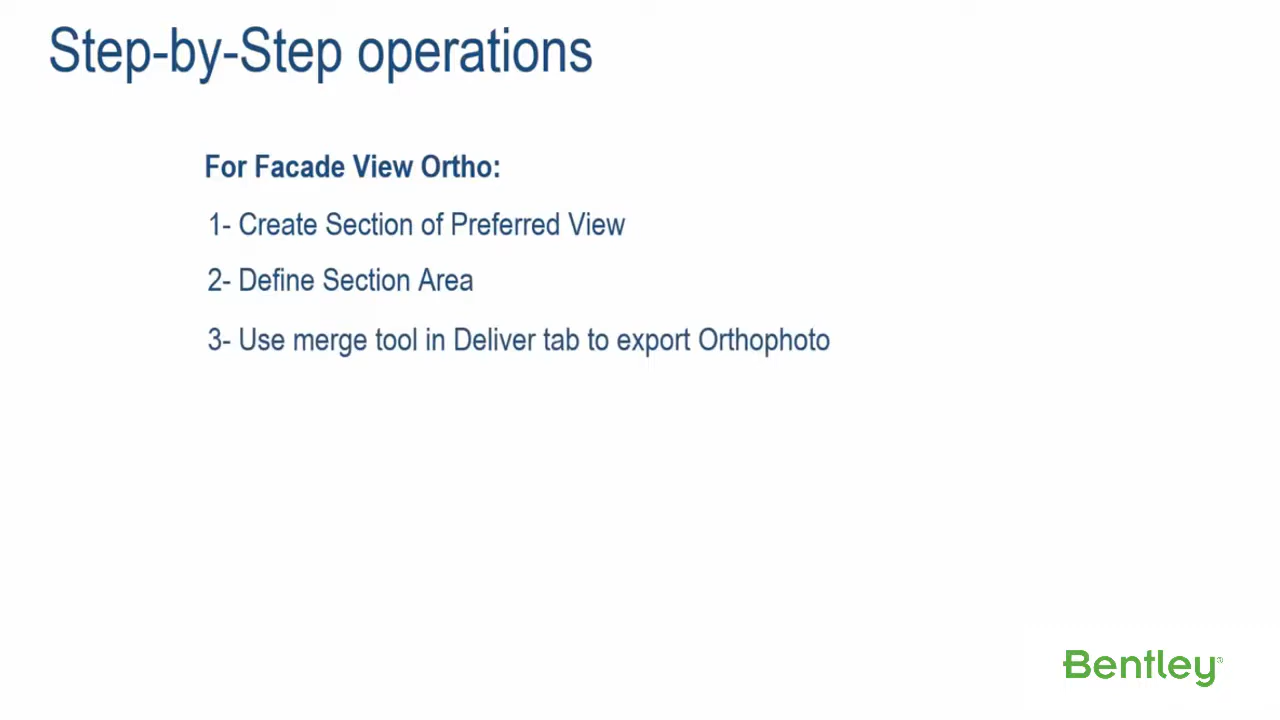 Step-by-Step operations
For Facade View Ortho:
1- Create Section of Preferred View
2- Define Section Area
3- Use merge tool in Deliver tab to export Orthophoto
Bentley®